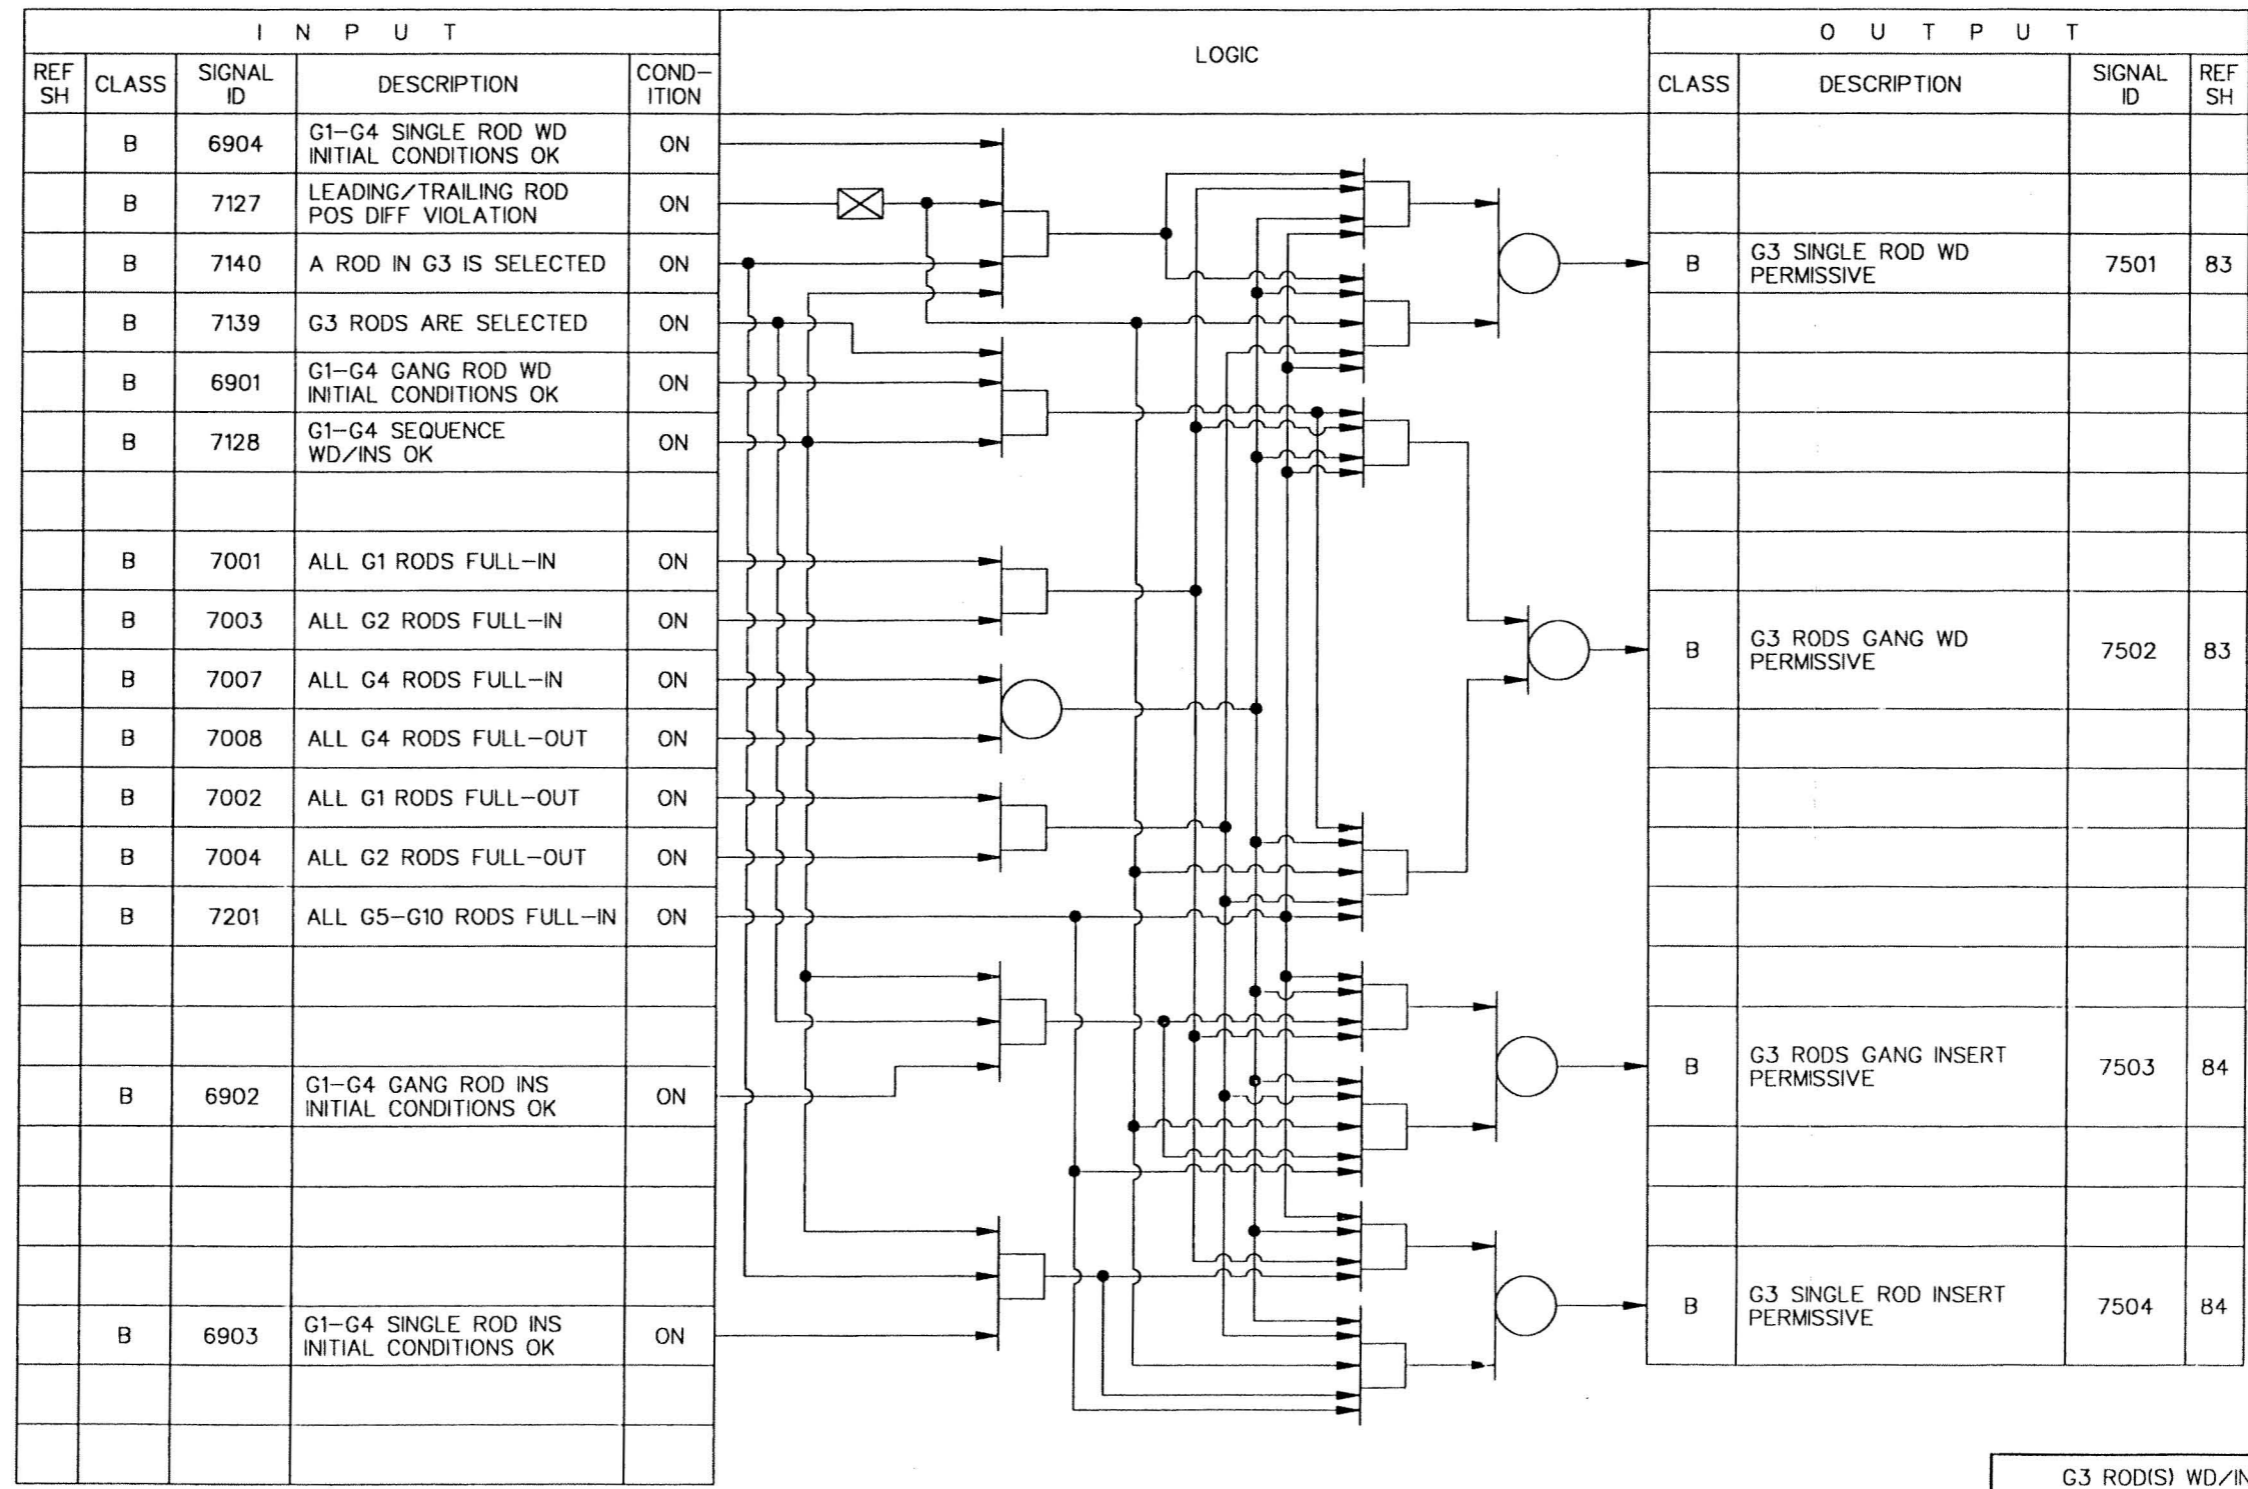 I N P U T
LOGIC
O U T P U T
REF SH
CLASS
SIGNAL ID
DESCRIPTION
COND-ITION
CLASS
DESCRIPTION
SIGNAL ID
REF SH
B 6904 G1-G4 SINGLE ROD WD
INITIAL CONDITIONS OK ON
B 7127 LEADING/TRAILING ROD
POS DIFF VIOLATION ON
B 7140 A ROD IN G3 IS SELECTED ON
B G3 SINGLE ROD WD
PERMISSIVE 7501 83
B 7139 G3 RODS ARE SELECTED ON
B 6901 G1-G4 GANG ROD WD
INITIAL CONDITIONS OK ON
B 7128 G1-G4 SEQUENCE
WD/INS OK ON
B 7001 ALL G1 RODS FULL-IN ON
B 7003 ALL G2 RODS FULL-IN ON
B G3 RODS GANG WD
PERMISSIVE 7502 83
B 7007 ALL G4 RODS FULL-IN ON
B 7008 ALL G4 RODS FULL-OUT ON
B 7002 ALL G1 RODS FULL-OUT ON
B 7004 ALL G2 RODS FULL-OUT ON
B 7201 ALL G5-G10 RODS FULL-IN ON
B G3 RODS GANG INSERT
PERMISSIVE 7503 84
B 6902 G1-G4 GANG ROD INS
INITIAL CONDITIONS OK ON
B G3 SINGLE ROD INSERT
PERMISSIVE 7504 84
B 6903 G1-G4 SINGLE ROD INS
INITIAL CONDITIONS OK ON
G3 ROD(S) WD/IN